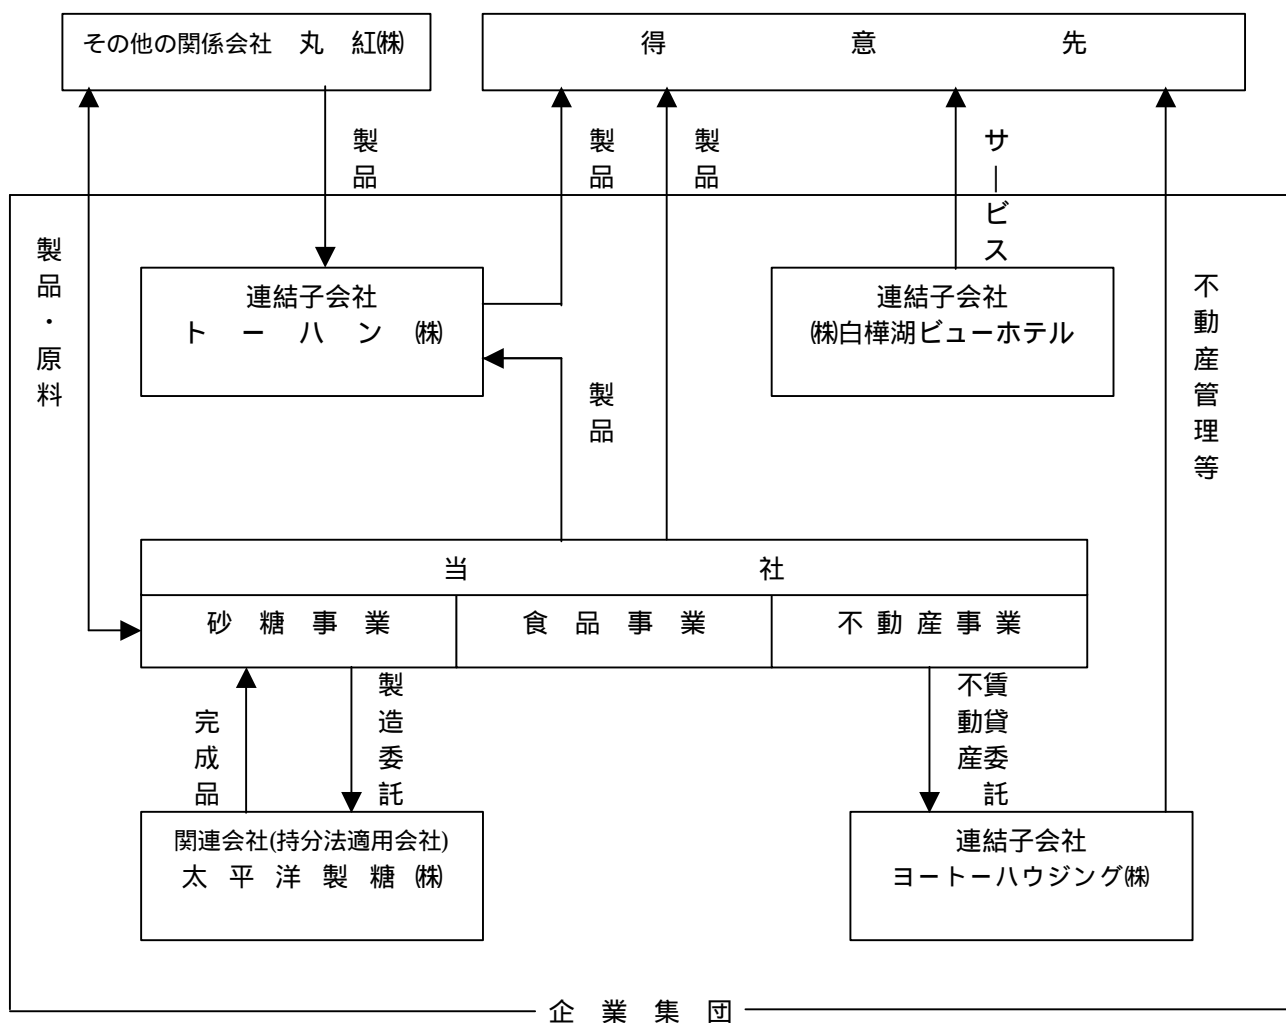 その他の関係会社 丸 紅㈱
得 意 先
製品
製品
製品
サービス
製品・原料
連結子会社
ト ー ハ ン ㈱
連結子会社
㈱白樺湖ビューホテル
不動産管理等
製品
当 社
砂 糖 事 業
食 品 事 業
不 動 産 事 業
完成品
製造委託
不動産
賃貸委託
関連会社(持分法適用会社)
太 平 洋 製 糖 ㈱
連結子会社
ヨートーハウジング㈱
企 業 集 団